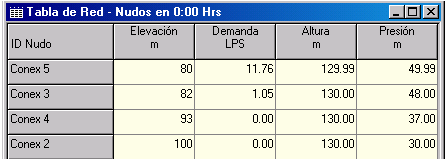 Tabla de Red - Nudos en 0:00 Hrs
ID Nudo Elevación m Demanda LPS Altura m Presión m
Conex 5 80 11.76 129.99 49.99
Conex 3 82 1.05 130.00 48.00
Conex 4 93 0.00 130.00 37.00
Conex 2 100 0.00 130.00 30.00